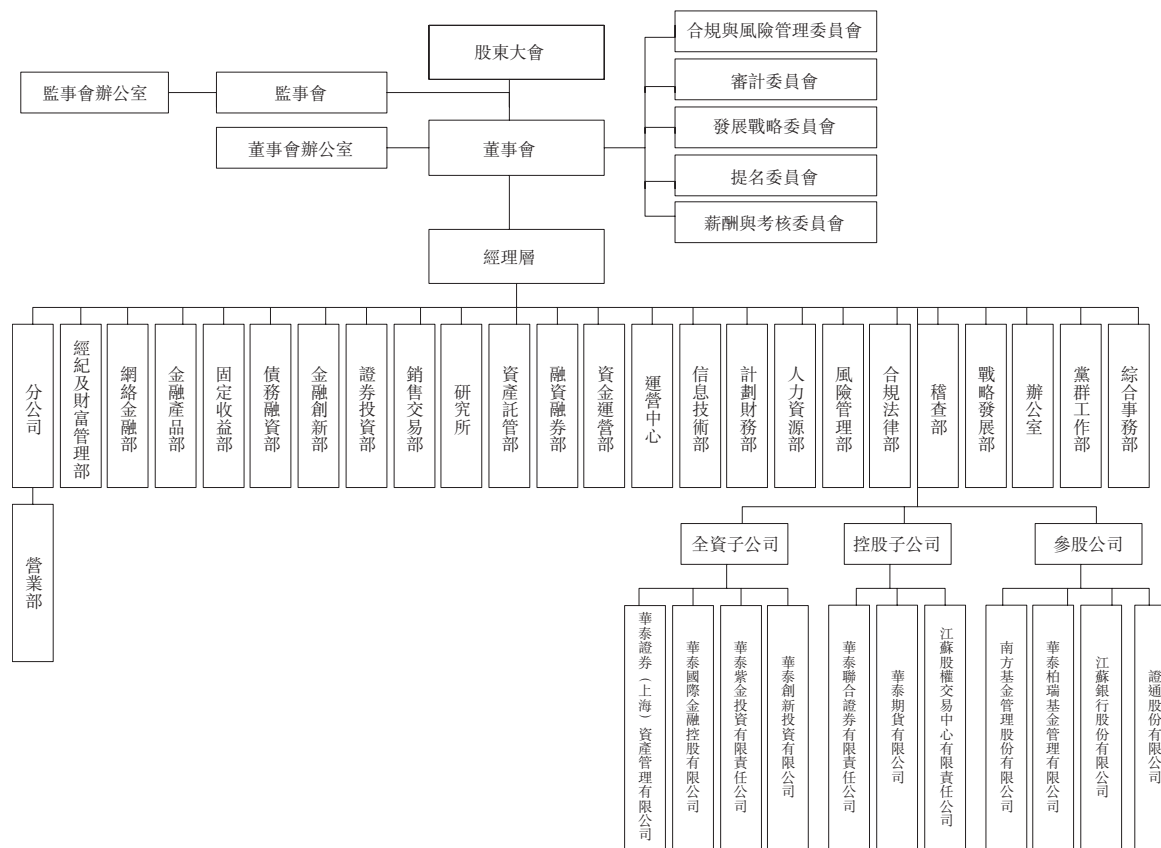 股東大會
合規與風險管理委員會
審計委員會
發展戰略委員會
提名委員會
薪酬與考核委員會
監事會辦公室
監事會
董事會辦公室
董事會
經理層
分公司
經紀及財富管理部
網絡金融部
金融產品部
固定收益部
債務融資部
金融創新部
證券投資部
銷售交易部
研究所
資產託管部
融資融券部
資金運營部
運營中心
信息技術部
計劃財務部
人力資源部
風險管理部
合規法律部
稽查部
戰略發展部
辦公室
黨群工作部
綜合事務部
營業部
全資子公司
控股子公司
參股公司
華泰證券（上海）資產管理有限公司
華泰國際金融控股有限公司
華泰紫金投資有限責任公司
華泰創新投資有限公司
華泰聯合證券有限責任公司
華泰期貨有限公司
江蘇股權交易中心有限責任公司
南方基金管理股份有限公司
華泰柏瑞基金管理有限公司
江蘇銀行股份有限公司
證通股份有限公司